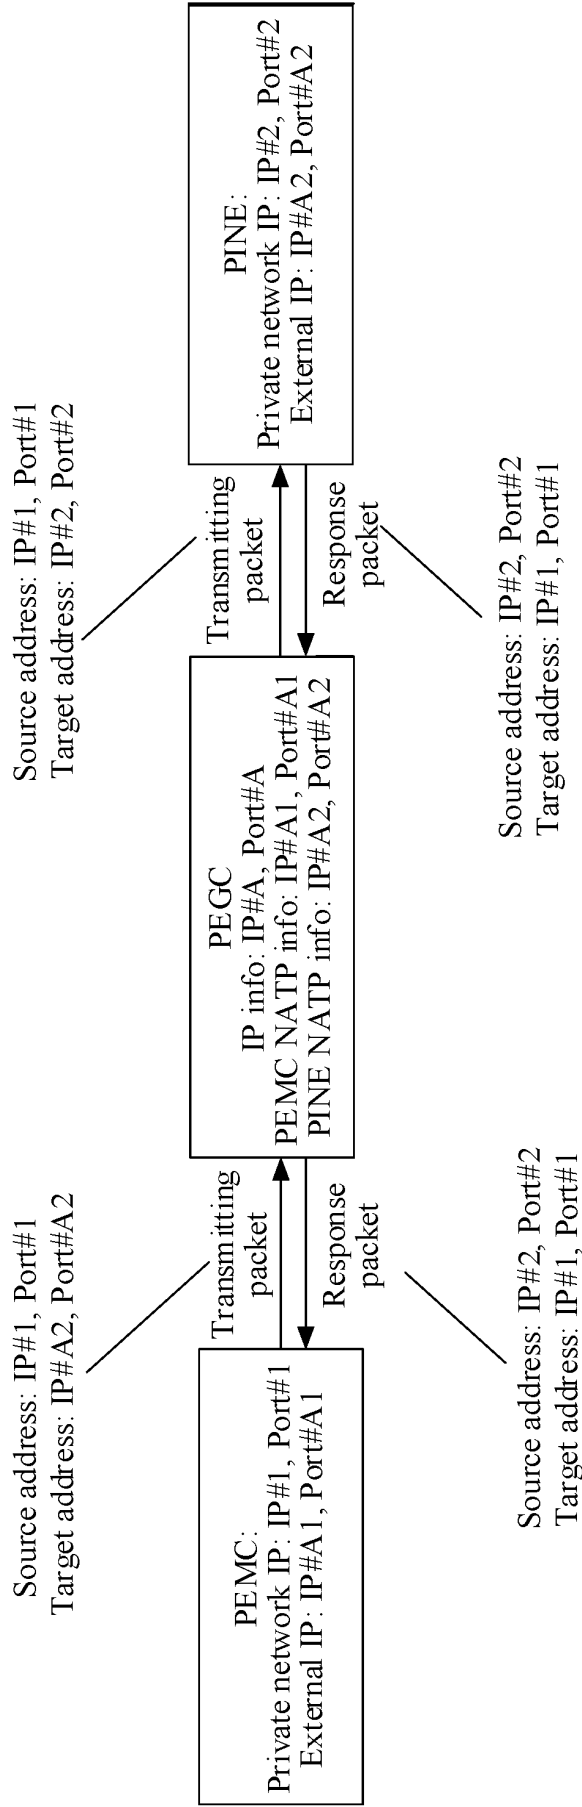 Source address: IP#1, Port#1
Target address: IP#A2, Port#A2
Source address: IP#1, Port#1
Target address: IP#2, Port#2
PEMC:
Private network IP: IP#1, Port#1
External IP: IP#A1, Port#A1
Transmitting
packet
Response
packet
PEGC
IP info: IP#A, Port#A
PEMC NATP info: IP#A1, Port#A1
PINE NATP info: IP#A2, Port#A2
Transmitting
packet
Response
packet
PINE:
Private network IP: IP#2, Port#2
External IP: IP#A2, Port#A2
Source address: IP#2, Port#2
Target address: IP#1, Port#1
Source address: IP#2, Port#2
Target address: IP#1, Port#1